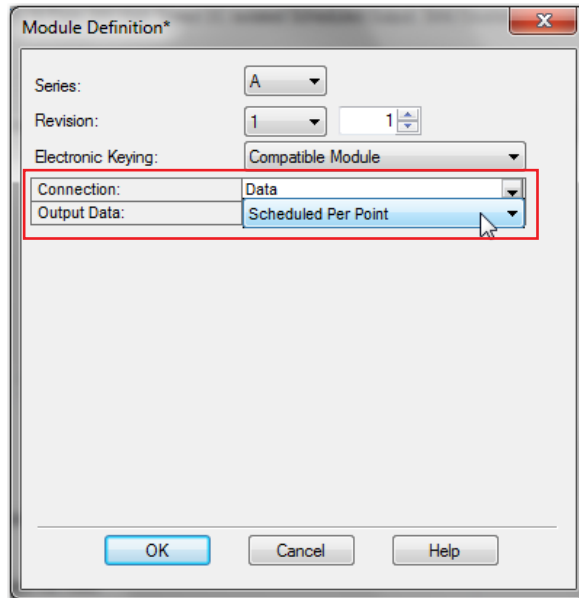 Module Definition*
Series: A
Revision: 1 1
Electronic Keying: Compatible Module
Connection: Data
Output Data: Scheduled Per Point
OK Cancel Help